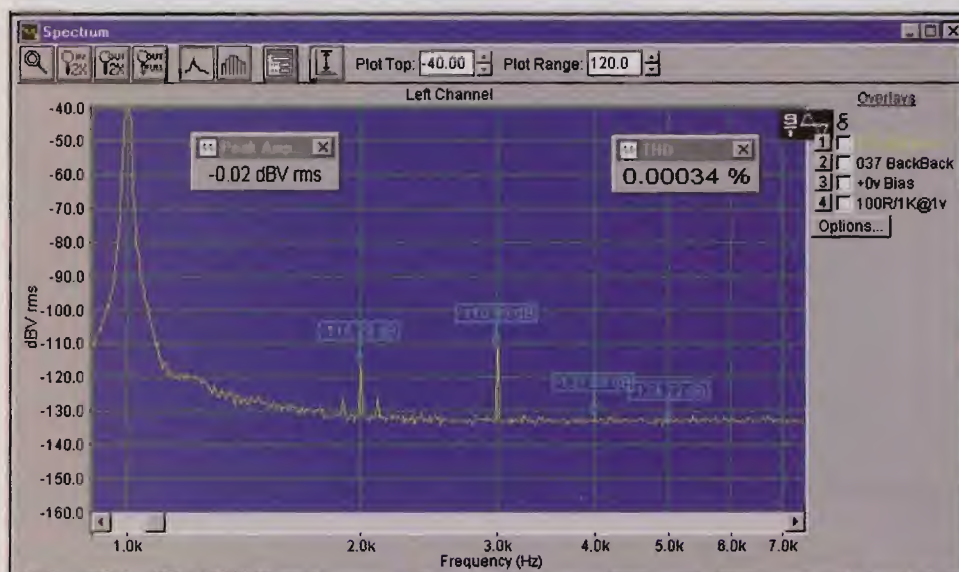 Spectrum
Plot Top: -40.00 Plot Range: 120.0
Left Channel
Overlays
-40.0
-50.0
-60.0
-70.0
-80.0
-90.0
-100.0
-110.0
-120.0
-130.0
-140.0
-150.0
-160.0
dBV rms
Peak Amp...
-0.02 dBV rms
THD
0.00034 %
1
2 037 BackBack
3 +0v Bias
4 100R/1K@1v
Options...
1.0k 2.0k 3.0k 4.0k 5.0k 6.0k 7.0k
Frequency (Hz)